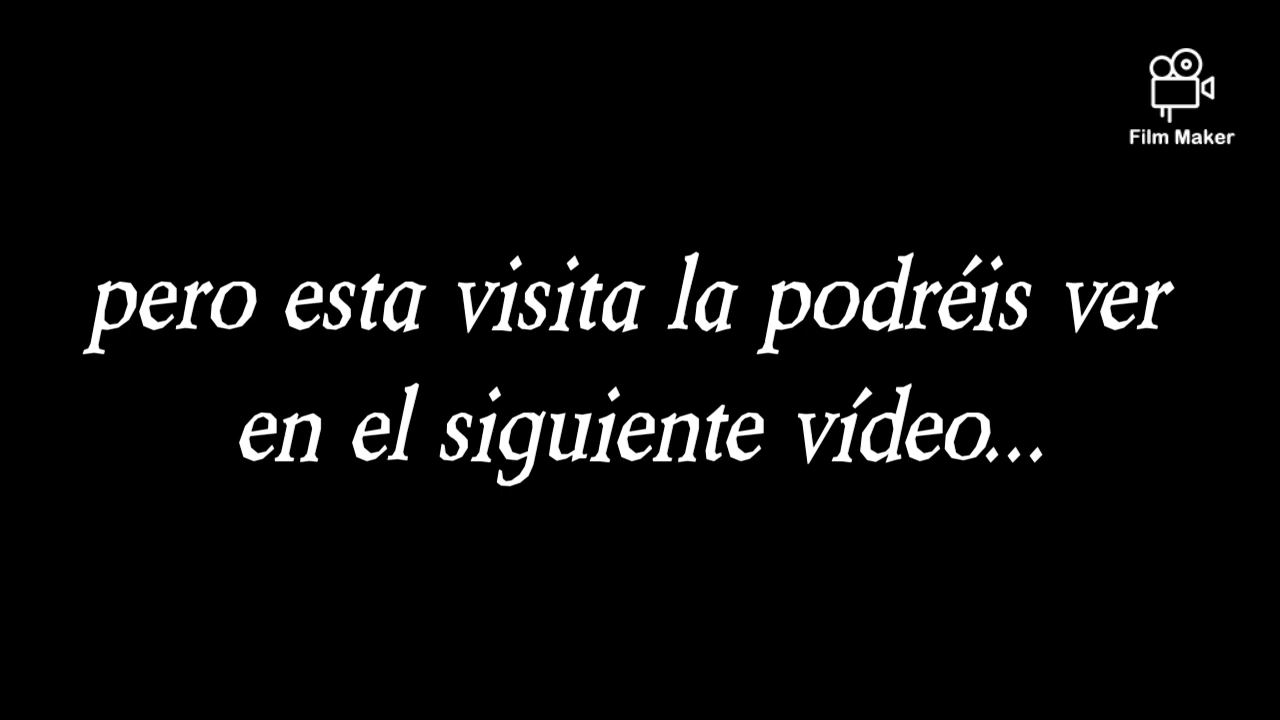 Film Maker
pero esta visita la podréis ver
en el siguiente vídeo...